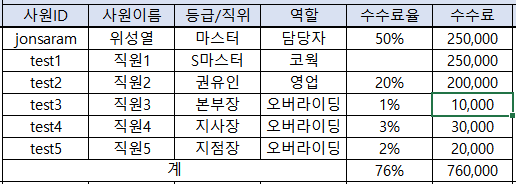 사원ID 사원이름 등급/직위 역할 수수료율 수수료
jonsaram 위성열 마스터 담당자 50% 250,000
test1 직원1 S마스터 코웍 250,000
test2 직원2 권유인 영업 20% 200,000
test3 직원3 본부장 오버라이딩 1% 10,000
test4 직원4 지사장 오버라이딩 3% 30,000
test5 직원5 지점장 오버라이딩 2% 20,000
계 76% 760,000